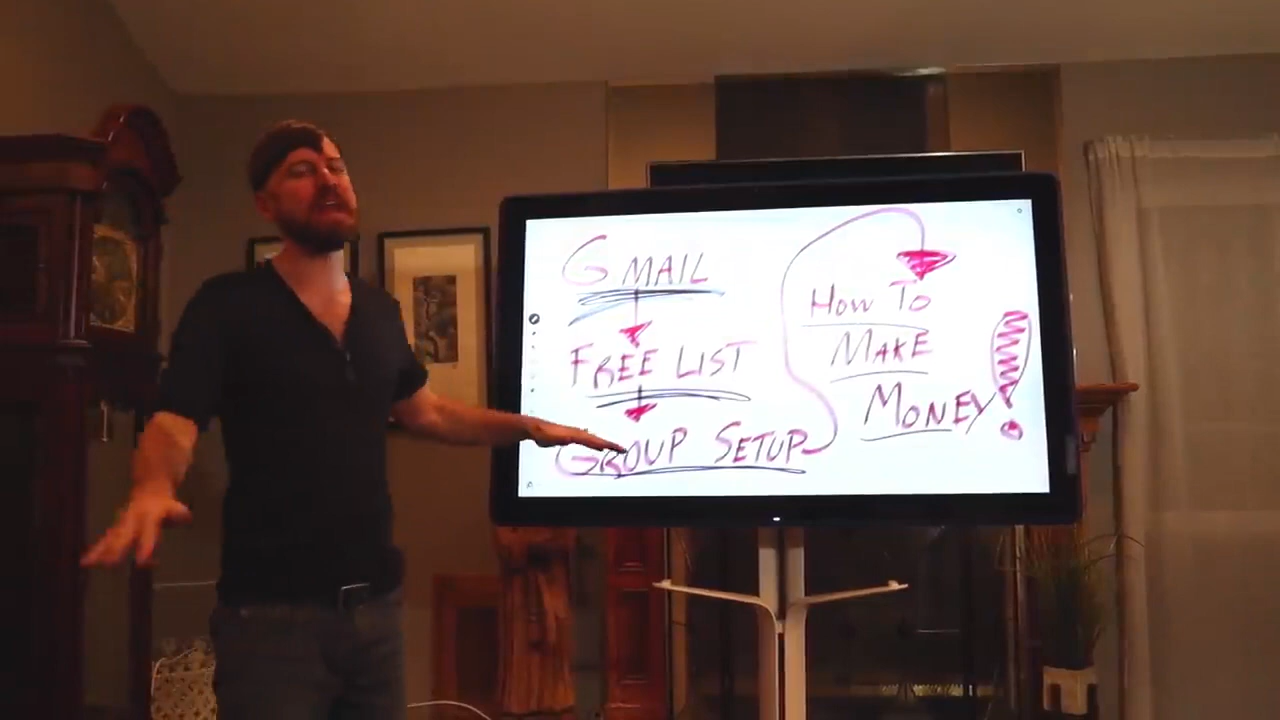 GMAIL
FREE LIST
GROUP SETUP
HOW TO
MAKE
MONEY!